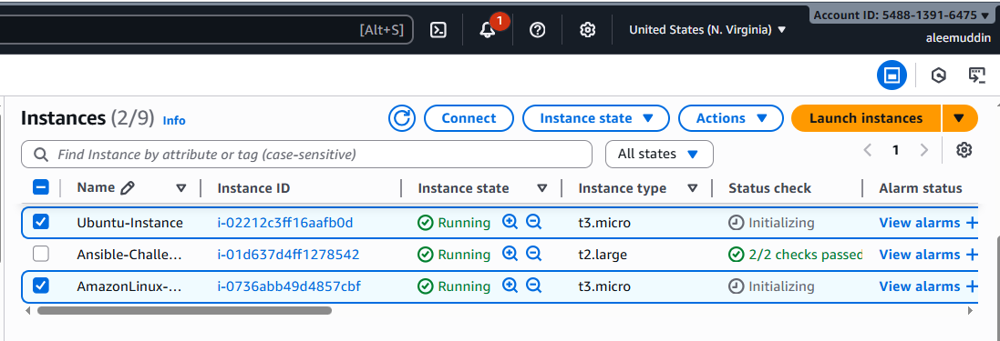 Account ID: 5488-1391-6475
[Alt+S] 1 United States (N. Virginia) aleemuddin
Instances (2/9) Info Connect Instance state Actions Launch instances
Find Instance by attribute or tag (case-sensitive) All states 1
Name Instance ID Instance state Instance type Status check Alarm status
Ubuntu-Instance i-02212c3ff16aafb0d Running t3.micro Initializing View alarms +
Ansible-Challe... i-01d637d4ff1278542 Running t2.large 2/2 checks passed View alarms +
AmazonLinux-... i-0736abb49d4857cbf Running t3.micro Initializing View alarms +